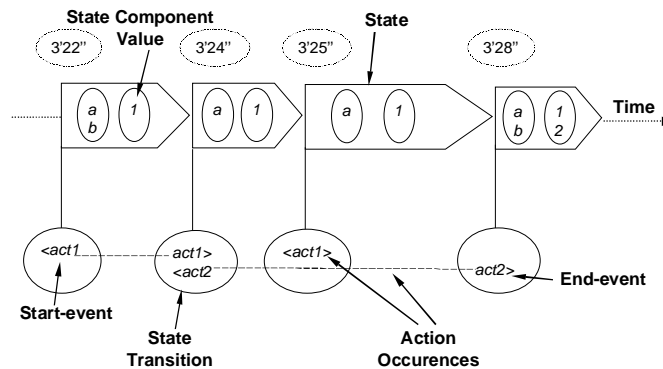 State Component
Value
State
3’22’’
3’24’’
3’25’’
3’28’’
a
b
1
a
1
a
1
a
b
1
2
Time
<act1
act1>
<act2
<act1>
act2>
Start-event
End-event
State
Transition
Action
Occurences